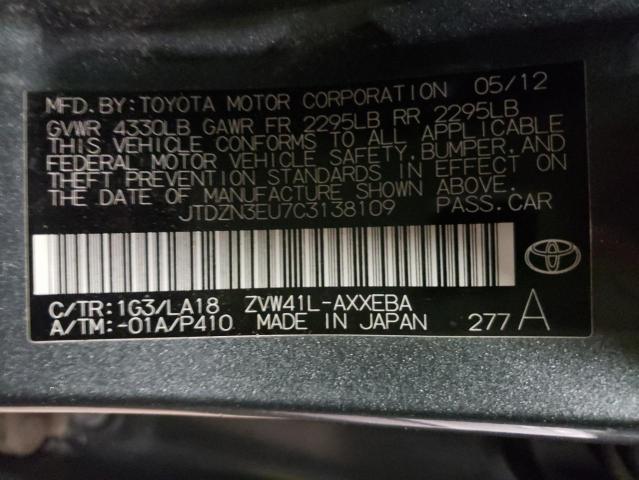 MFD. BY: TOYOTA MOTOR CORPORATION 05/12
GVWR 4330LB GAWR FR 2295LB RR 2295LB
THIS VEHICLE CONFORMS TO ALL APPLICABLE
FEDERAL MOTOR VEHICLE SAFETY, BUMPER, AND
THEFT PREVENTION STANDARDS IN EFFECT ON
THE DATE OF MANUFACTURE SHOWN ABOVE.
JTDZN3EU7C3138109 PASS. CAR
C/TR: 1G3/LA18 ZVW41L-AXXEBA
A/TM: -01A/P410 MADE IN JAPAN 277 A